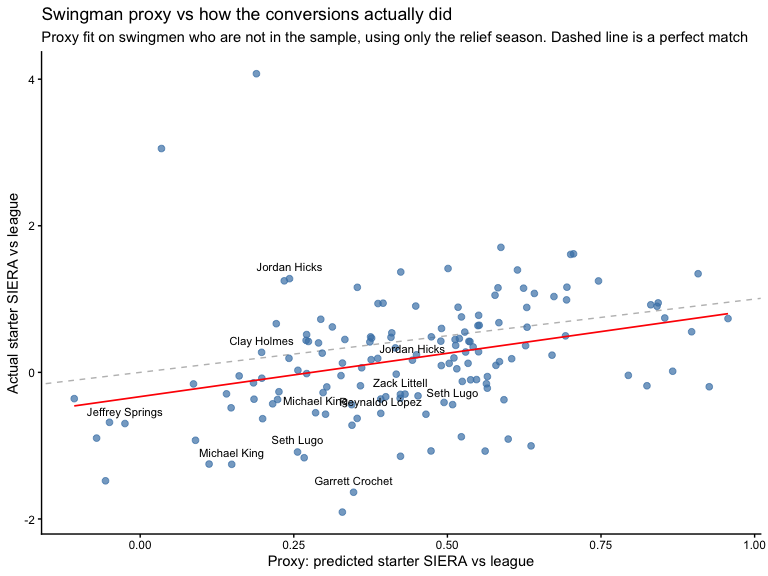 Swingman proxy vs how the conversions actually did
Proxy fit on swingmen who are not in the sample, using only the relief season. Dashed line is a perfect match
4
2
0
-2
Actual starter SIERA vs league
Jordan Hicks
Clay Holmes
Jordan Hicks
Zack Littell
Seth Lugo
Michael King
Reynaldo López
Jeffrey Springs
Seth Lugo
Michael King
Garrett Crochet
0.00
0.25
0.50
0.75
1.00
Proxy: predicted starter SIERA vs league